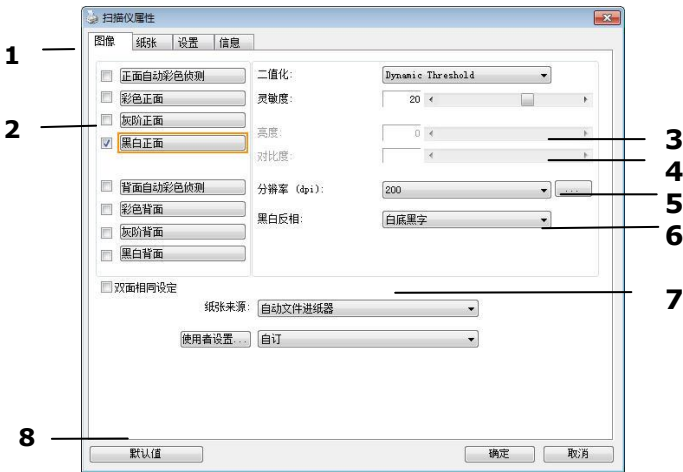 扫描仪属性
图像 纸张 设置 信息
1
正面自动彩色侦测 二值化: Dynamic Threshold
彩色正面 灵敏度: 20
2 灰阶正面
黑白正面 亮度: 0 3
对比度: 4
背面自动彩色侦测 分辨率 (dpi): 200 ... 5
彩色背面 黑白反相: 白底黑字 6
灰阶背面
黑白背面
双面相同设定 7
纸张来源: 自动文件进纸器
使用者设置... 自订
8
默认值 确定 取消